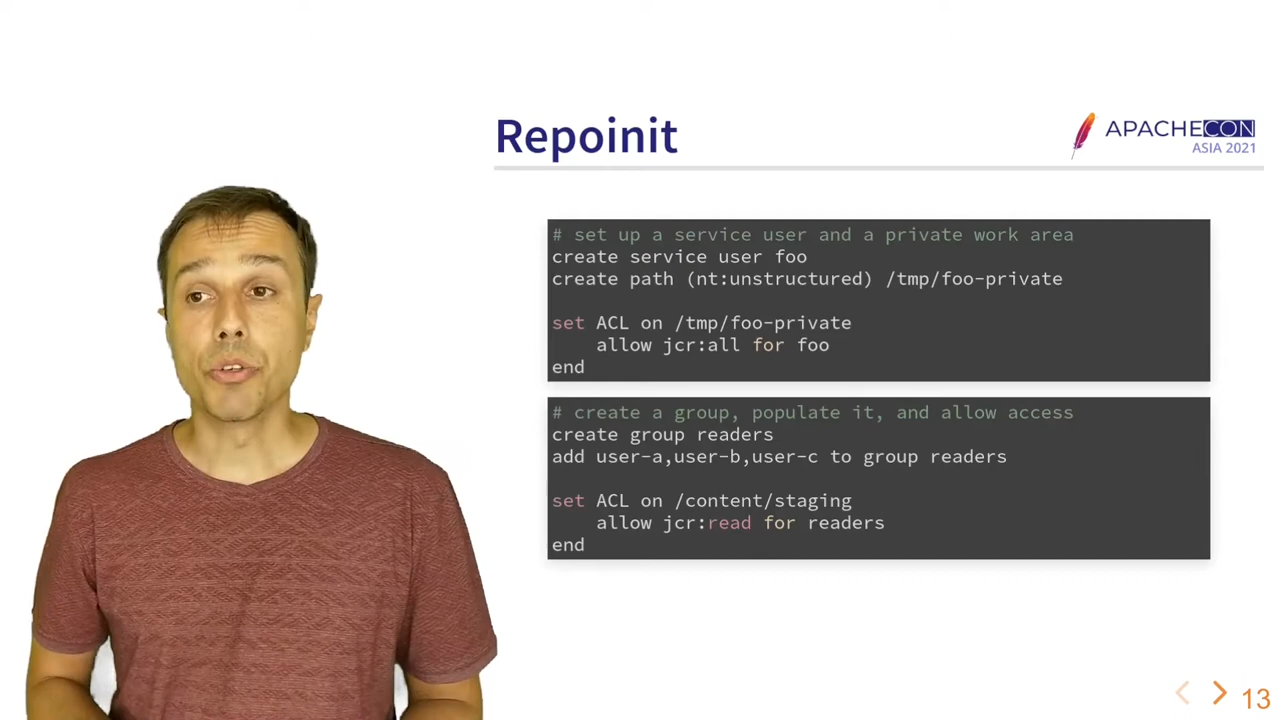 Repoinit
APACHECON
ASIA 2021
# set up a service user and a private work area
create service user foo
create path (nt:unstructured) /tmp/foo-private
set ACL on /tmp/foo-private
    allow jcr:all for foo
end
# create a group, populate it, and allow access
create group readers
add user-a,user-b,user-c to group readers
set ACL on /content/staging
    allow jcr:read for readers
end
13